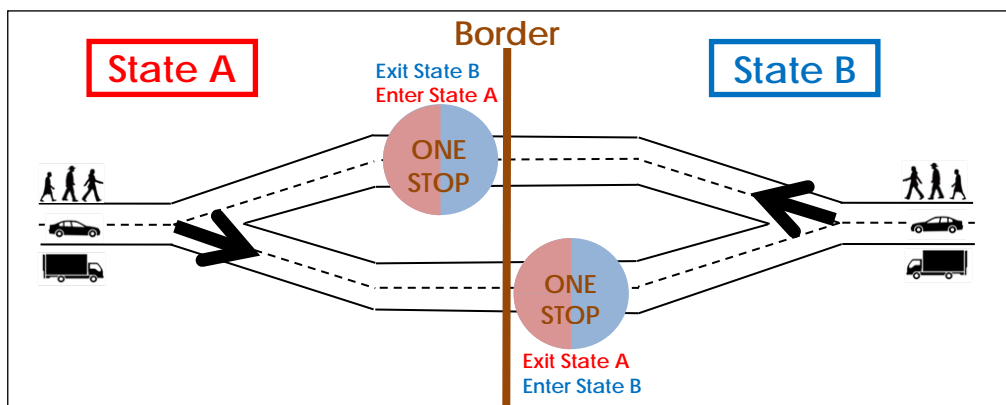 Border
State A
State B
Exit State B
Enter State A
ONE
STOP
ONE
STOP
Exit State A
Enter State B